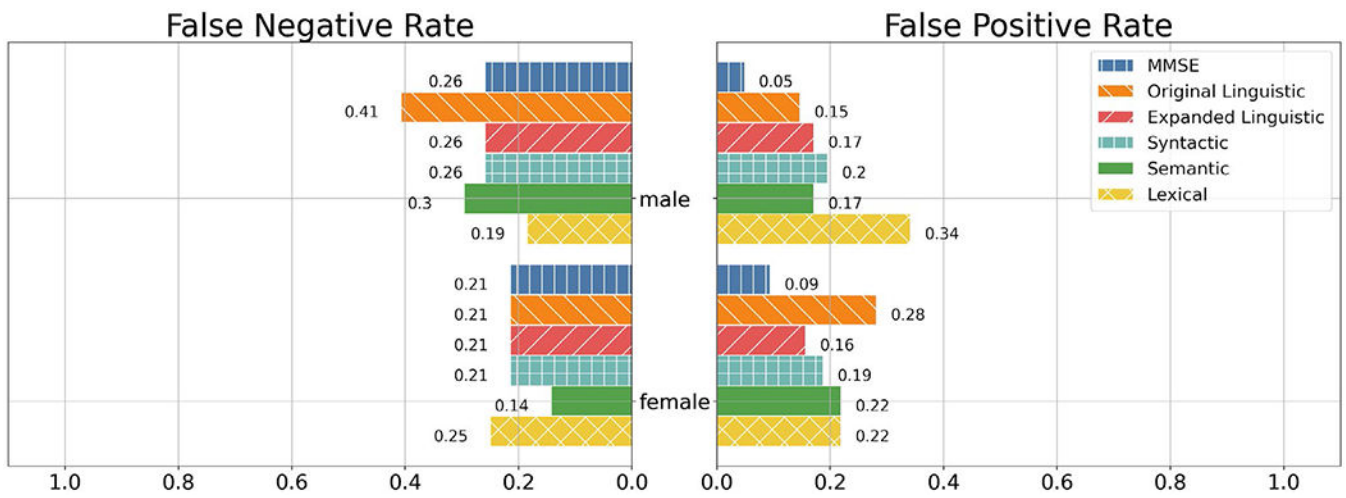 False Negative Rate
False Positive Rate
MMSE
Original Linguistic
Expanded Linguistic
Syntactic
Semantic
Lexical
0.26
0.41
0.26
0.26
0.3
0.19
male
0.05
0.15
0.17
0.2
0.17
0.34
0.21
0.21
0.21
0.21
0.14
0.25
female
0.09
0.28
0.16
0.19
0.22
0.22
1.0 0.8 0.6 0.4 0.2 0.0
0.0 0.2 0.4 0.6 0.8 1.0